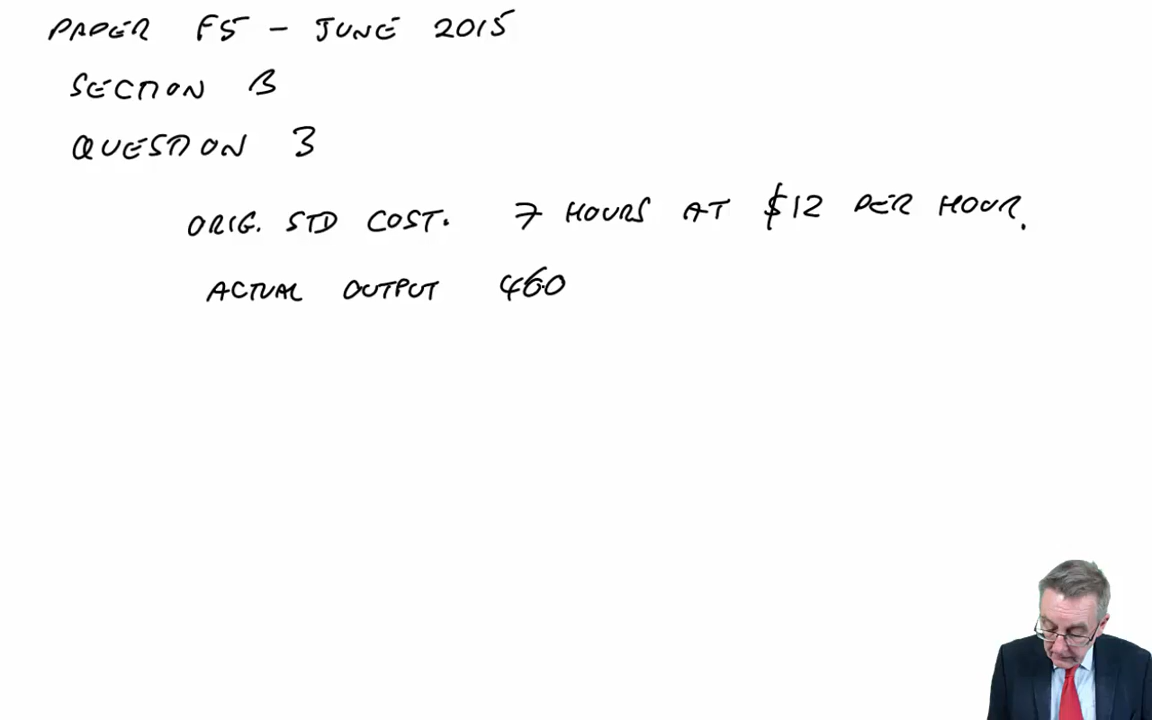 PAPER F5 - JUNE 2015
SECTION B
QUESTION 3
ORIG. STD COST. 7 HOURS AT $12 PER HOUR.
ACTUAL OUTPUT 460